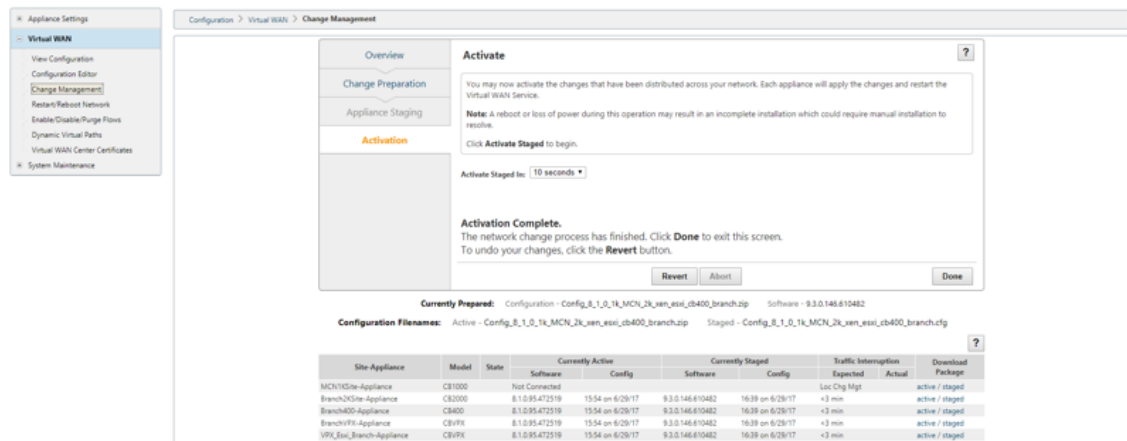 Appliance Settings
Configuration > Virtual WAN > Change Management
Virtual WAN
View Configuration
Configuration Editor
Change Management
Restart/Reboot Network
Enable/Disable/Purge Flows
Dynamic Virtual Paths
Virtual WAN Center Certificates
System Maintenance
Overview
Change Preparation
Appliance Staging
Activation
Activate ?
You may now activate the changes that have been distributed across your network. Each appliance will apply the changes and restart the
Virtual WAN Service.
Note: A reboot or loss of power during this operation may result in an incomplete installation which could require manual installation to
resolve.
Click Activate Staged to begin.
Activate Staged In: 10 seconds
Activation Complete.
The network change process has finished. Click Done to exit this screen.
To undo your changes, click the Revert button.
Revert Abort Done
Currently Prepared: Configuration - Config_8_1_0_1k_MCN_2k_xen_esxi_cb400_branch.zip Software - 9.3.0.146.610482
Configuration Filenames: Active - Config_8_1_0_1k_MCN_2k_xen_esxi_cb400_branch.zip Staged - Config_8_1_0_1k_MCN_2k_xen_esxi_cb400_branch.cfg
?
Site-Appliance Model State Currently Active Currently Staged Traffic Interruption Download Package
Software Config Software Config Expected Actual
MCN1KSite-Appliance CB1000 Not Connected Loc Chg Mgt active / staged
Branch2KSite-Appliance CB2000 8.1.0.95.472519 15:54 on 6/29/17 9.3.0.146.610482 16:39 on 6/29/17 <3 min active / staged
Branch400-Appliance CB400 8.1.0.95.472519 15:54 on 6/29/17 9.3.0.146.610482 16:39 on 6/29/17 <3 min active / staged
BranchVPX-Appliance CBVPX 8.1.0.95.472519 15:54 on 6/29/17 9.3.0.146.610482 16:39 on 6/29/17 <3 min active / staged
VPX_Esxi_Branch-Appliance CBVPX 8.1.0.95.472519 15:54 on 6/29/17 9.3.0.146.610482 16:39 on 6/29/17 <3 min active / staged